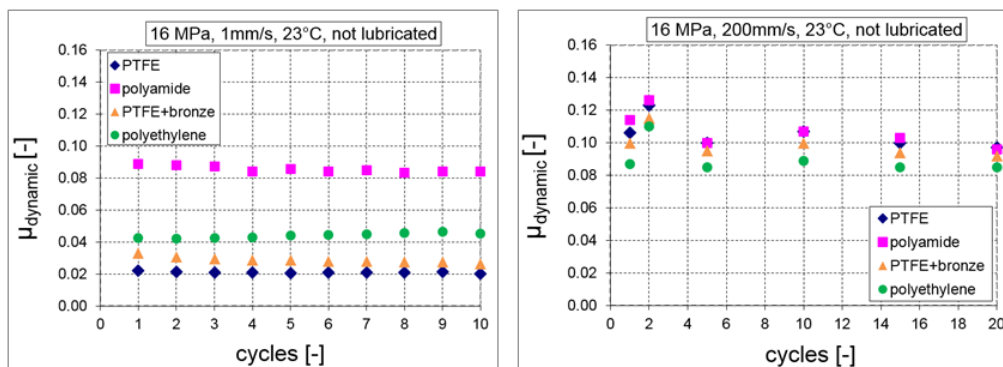 16 MPa, 1mm/s, 23°C, not lubricated
0.16
0.14
0.12
0.10
0.08
0.06
0.04
0.02
0.00
μdynamic [-]
PTFE
polyamide
PTFE+bronze
polyethylene
0 1 2 3 4 5 6 7 8 9 10
cycles [-]
16 MPa, 200mm/s, 23°C, not lubricated
0.16
0.14
0.12
0.10
0.08
0.06
0.04
0.02
0.00
μdynamic [-]
PTFE
polyamide
PTFE+bronze
polyethylene
0 2 4 6 8 10 12 14 16 18 20
cycles [-]